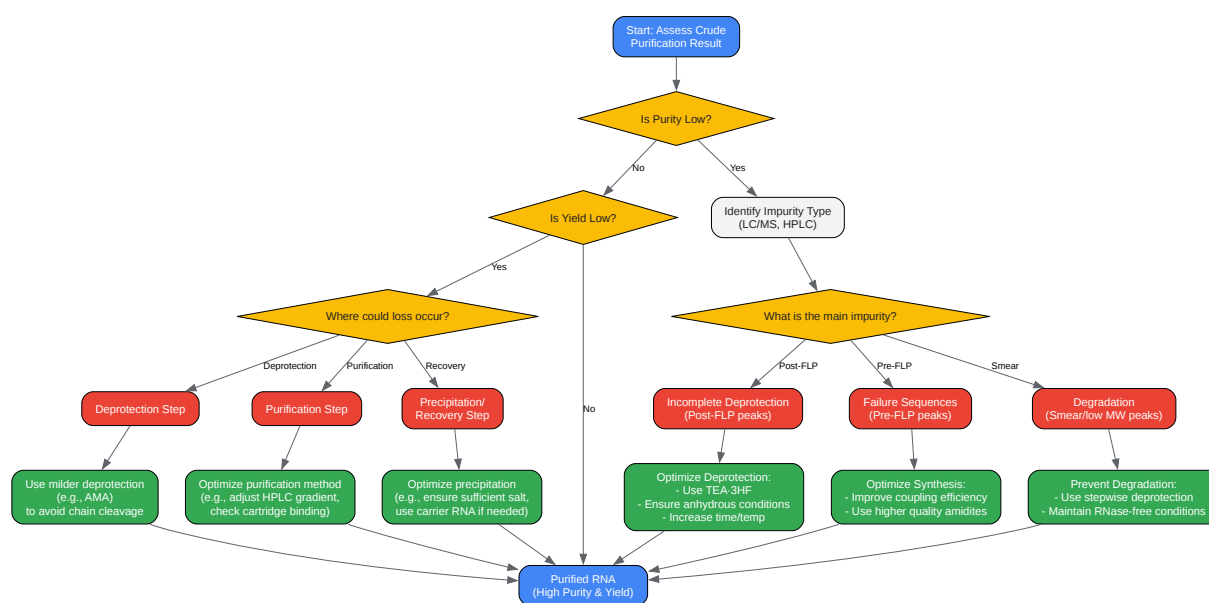 Start: Assess Crude
Purification Result
Is Purity Low?
No
Yes
Is Yield Low?
Identify Impurity Type
(LC/MS, HPLC)
Yes
Where could loss occur?
What is the main impurity?
Deprotection
Purification
Recovery
Post-FLP
Pre-FLP
Smear
Deprotection Step
Purification Step
Precipitation/
Recovery Step
No
Incomplete Deprotection
(Post-FLP peaks)
Failure Sequences
(Pre-FLP peaks)
Degradation
(Smear/low MW peaks)
Use milder deprotection
(e.g., AMA)
to avoid chain cleavage
Optimize purification method
(e.g., adjust HPLC gradient,
check cartridge binding)
Optimize precipitation
(e.g., ensure sufficient salt,
use carrier RNA if needed)
Optimize Deprotection:
- Use TEA·3HF
- Ensure anhydrous conditions
- Increase time/temp
Optimize Synthesis:
- Improve coupling efficiency
- Use higher quality amidites
Prevent Degradation:
- Use stepwise deprotection
- Maintain RNase-free conditions
Purified RNA
(High Purity & Yield)